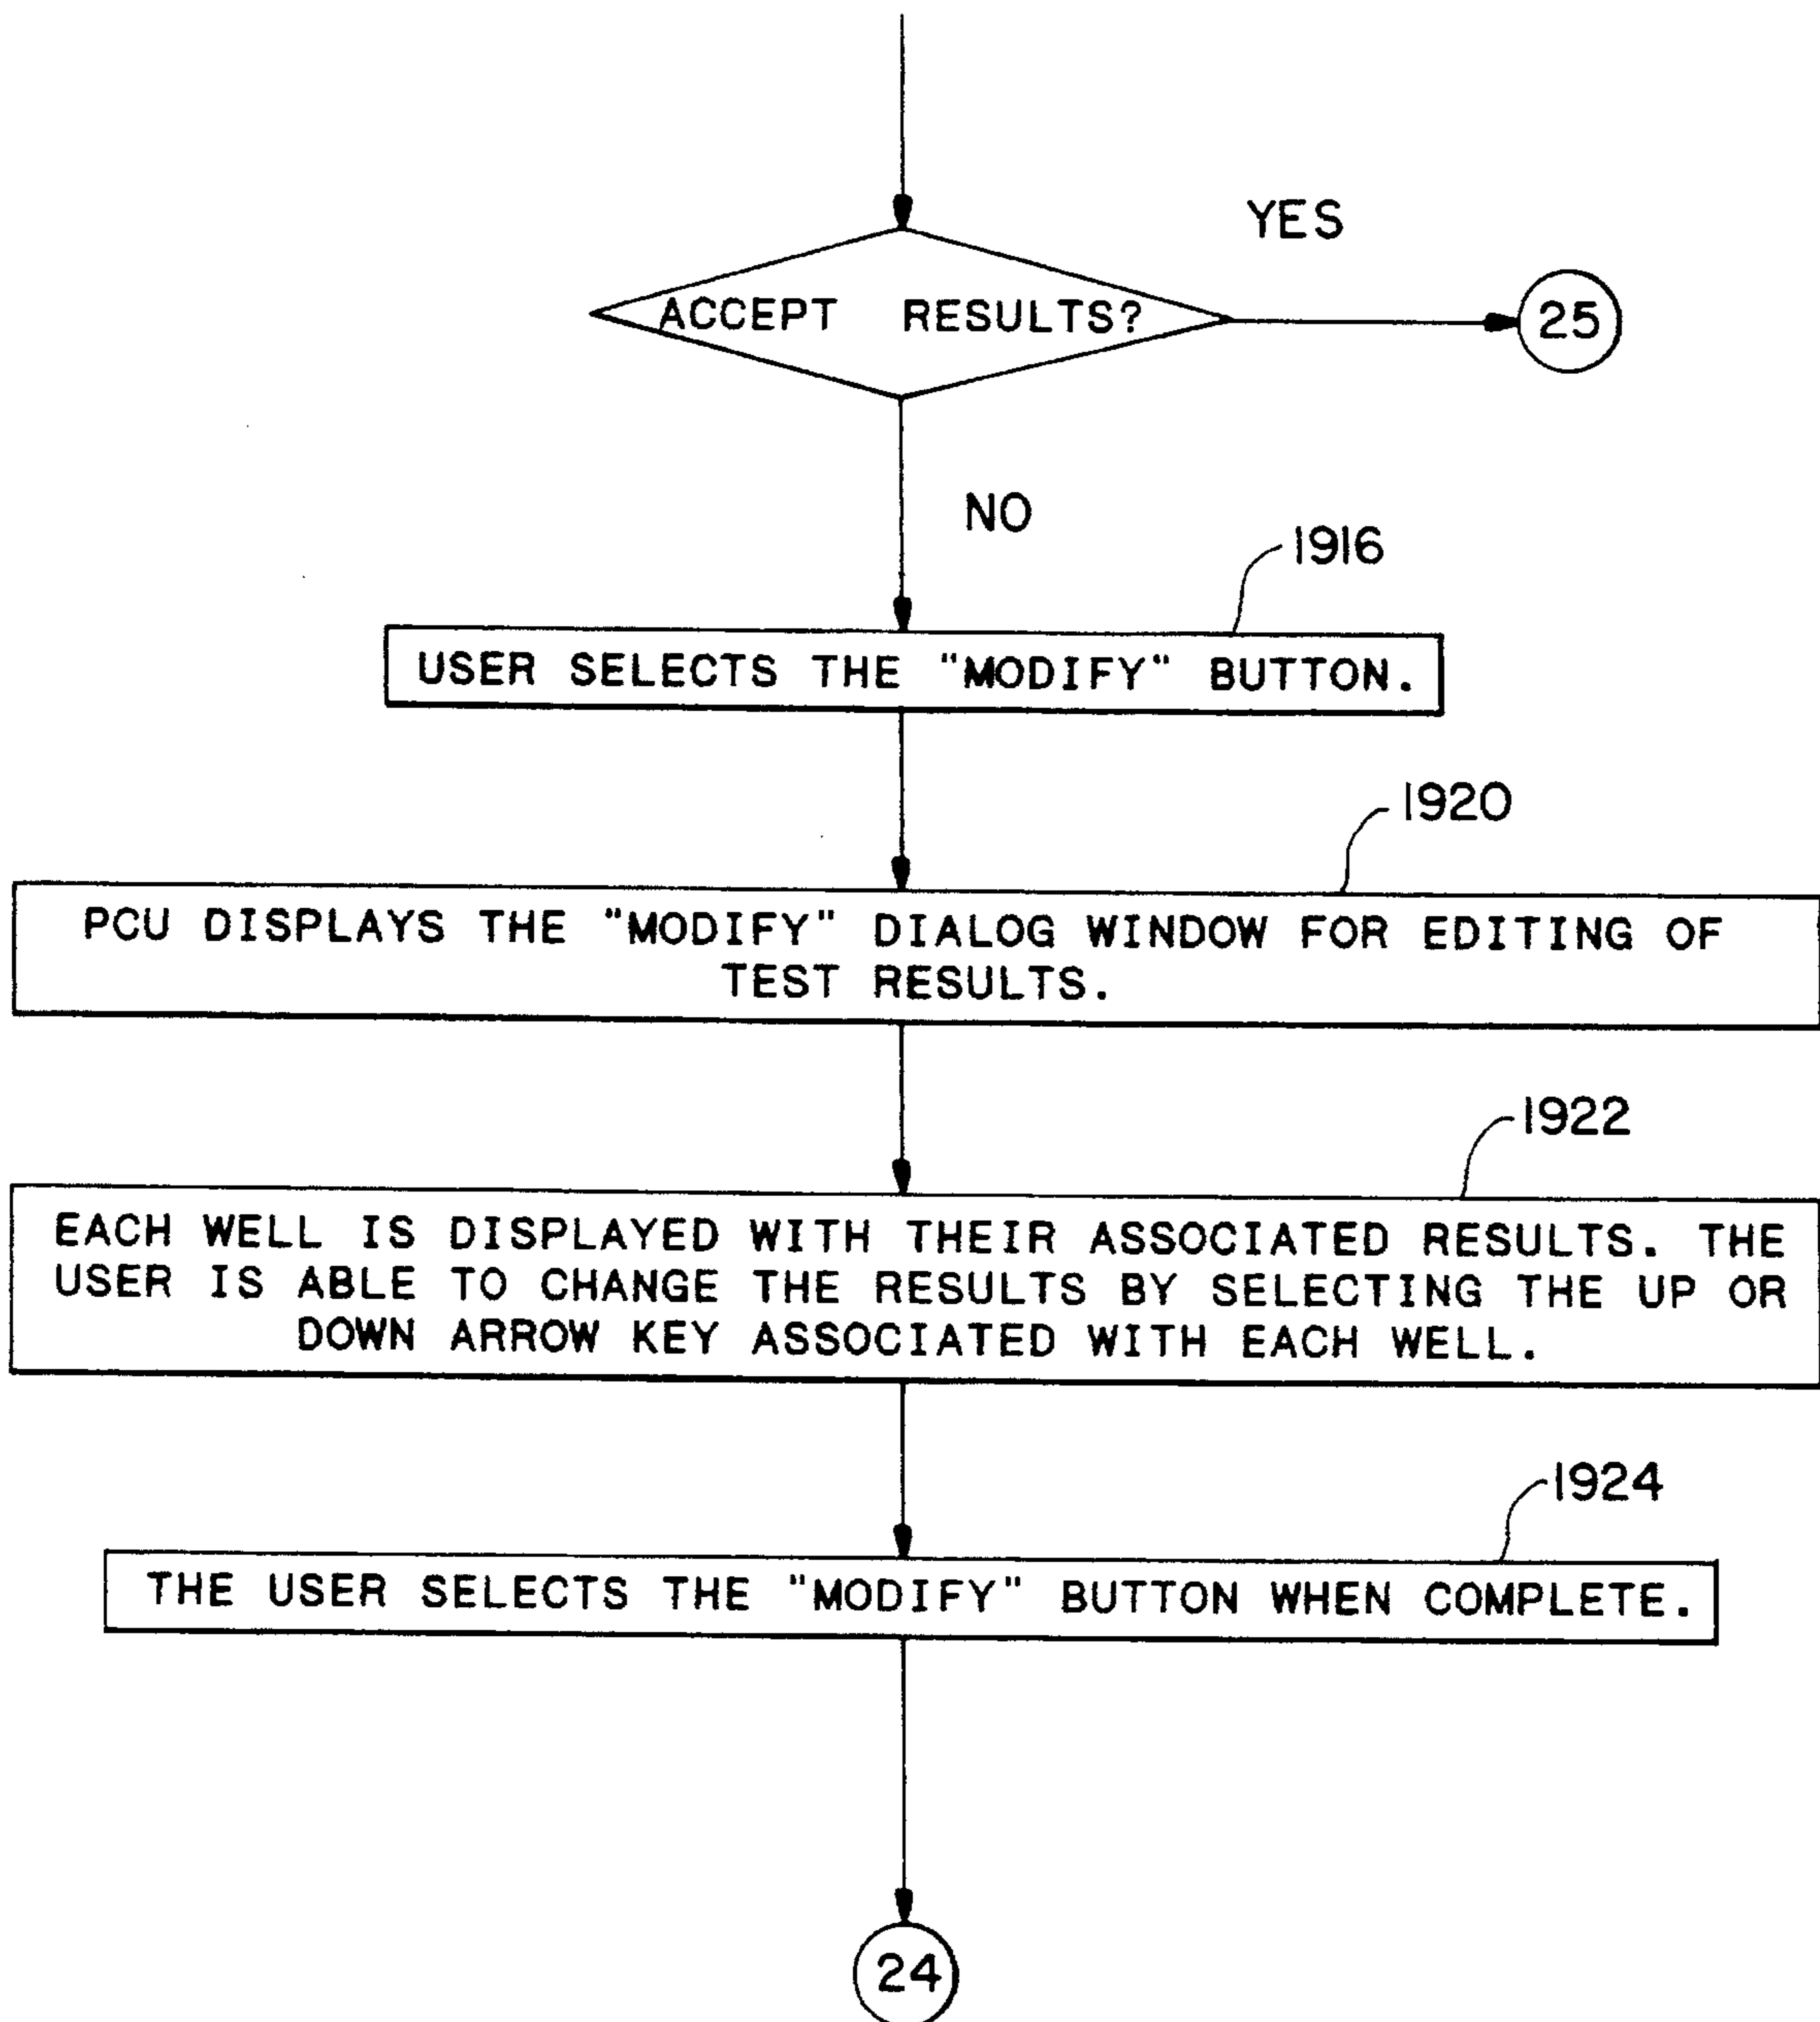 YES
ACCEPT RESULTS?
25
NO
1916
USER SELECTS THE "MODIFY" BUTTON.
1920
PCU DISPLAYS THE "MODIFY" DIALOG WINDOW FOR EDITING OF
TEST RESULTS.
1922
EACH WELL IS DISPLAYED WITH THEIR ASSOCIATED RESULTS. THE
USER IS ABLE TO CHANGE THE RESULTS BY SELECTING THE UP OR
DOWN ARROW KEY ASSOCIATED WITH EACH WELL.
1924
THE USER SELECTS THE "MODIFY" BUTTON WHEN COMPLETE.
24